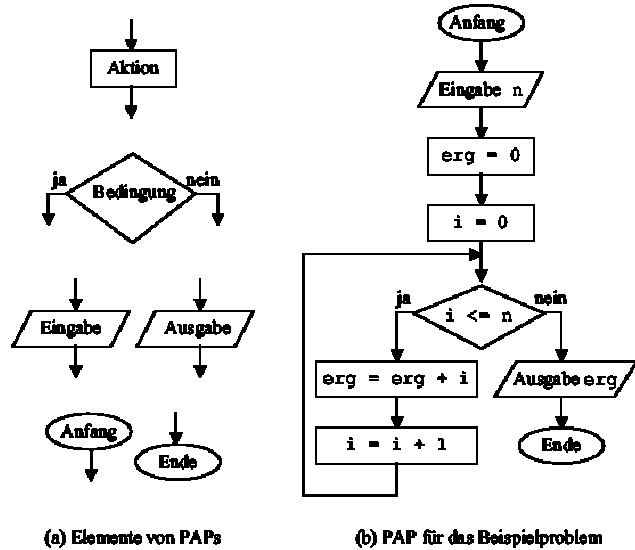 Aktion
ja
nein
Bedingung
Eingabe
Ausgabe
Anfang
Ende
(a) Elemente von PAPs
Anfang
Eingabe n
erg = 0
i = 0
ja
nein
i <= n
erg = erg + i
Ausgabe erg
i = i + 1
Ende
(b) PAP für das Beispielproblem